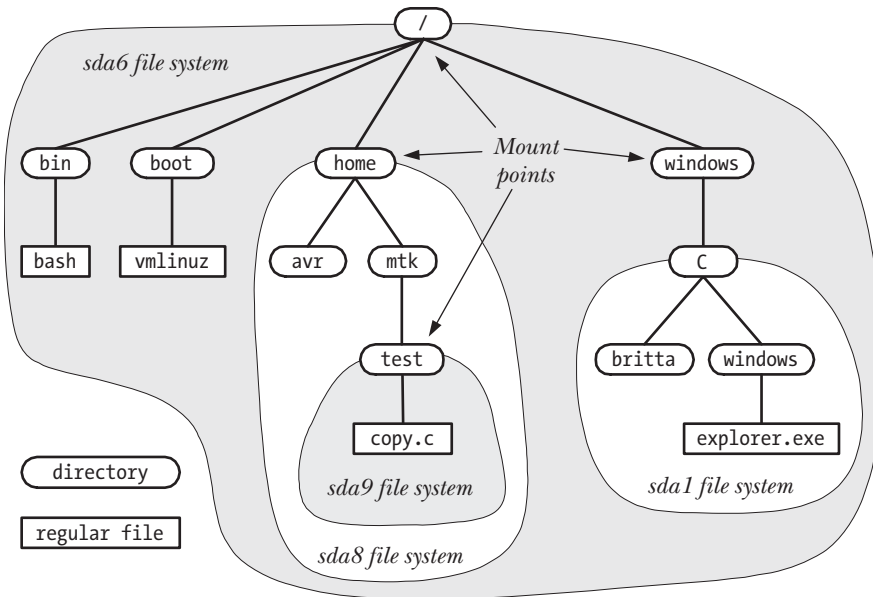 /
sda6 file system
Mount
points
bin
boot
home
windows
bash
vmlinuz
avr
mtk
C
test
britta
windows
copy.c
explorer.exe
directory
sda9 file system
sda1 file system
regular file
sda8 file system